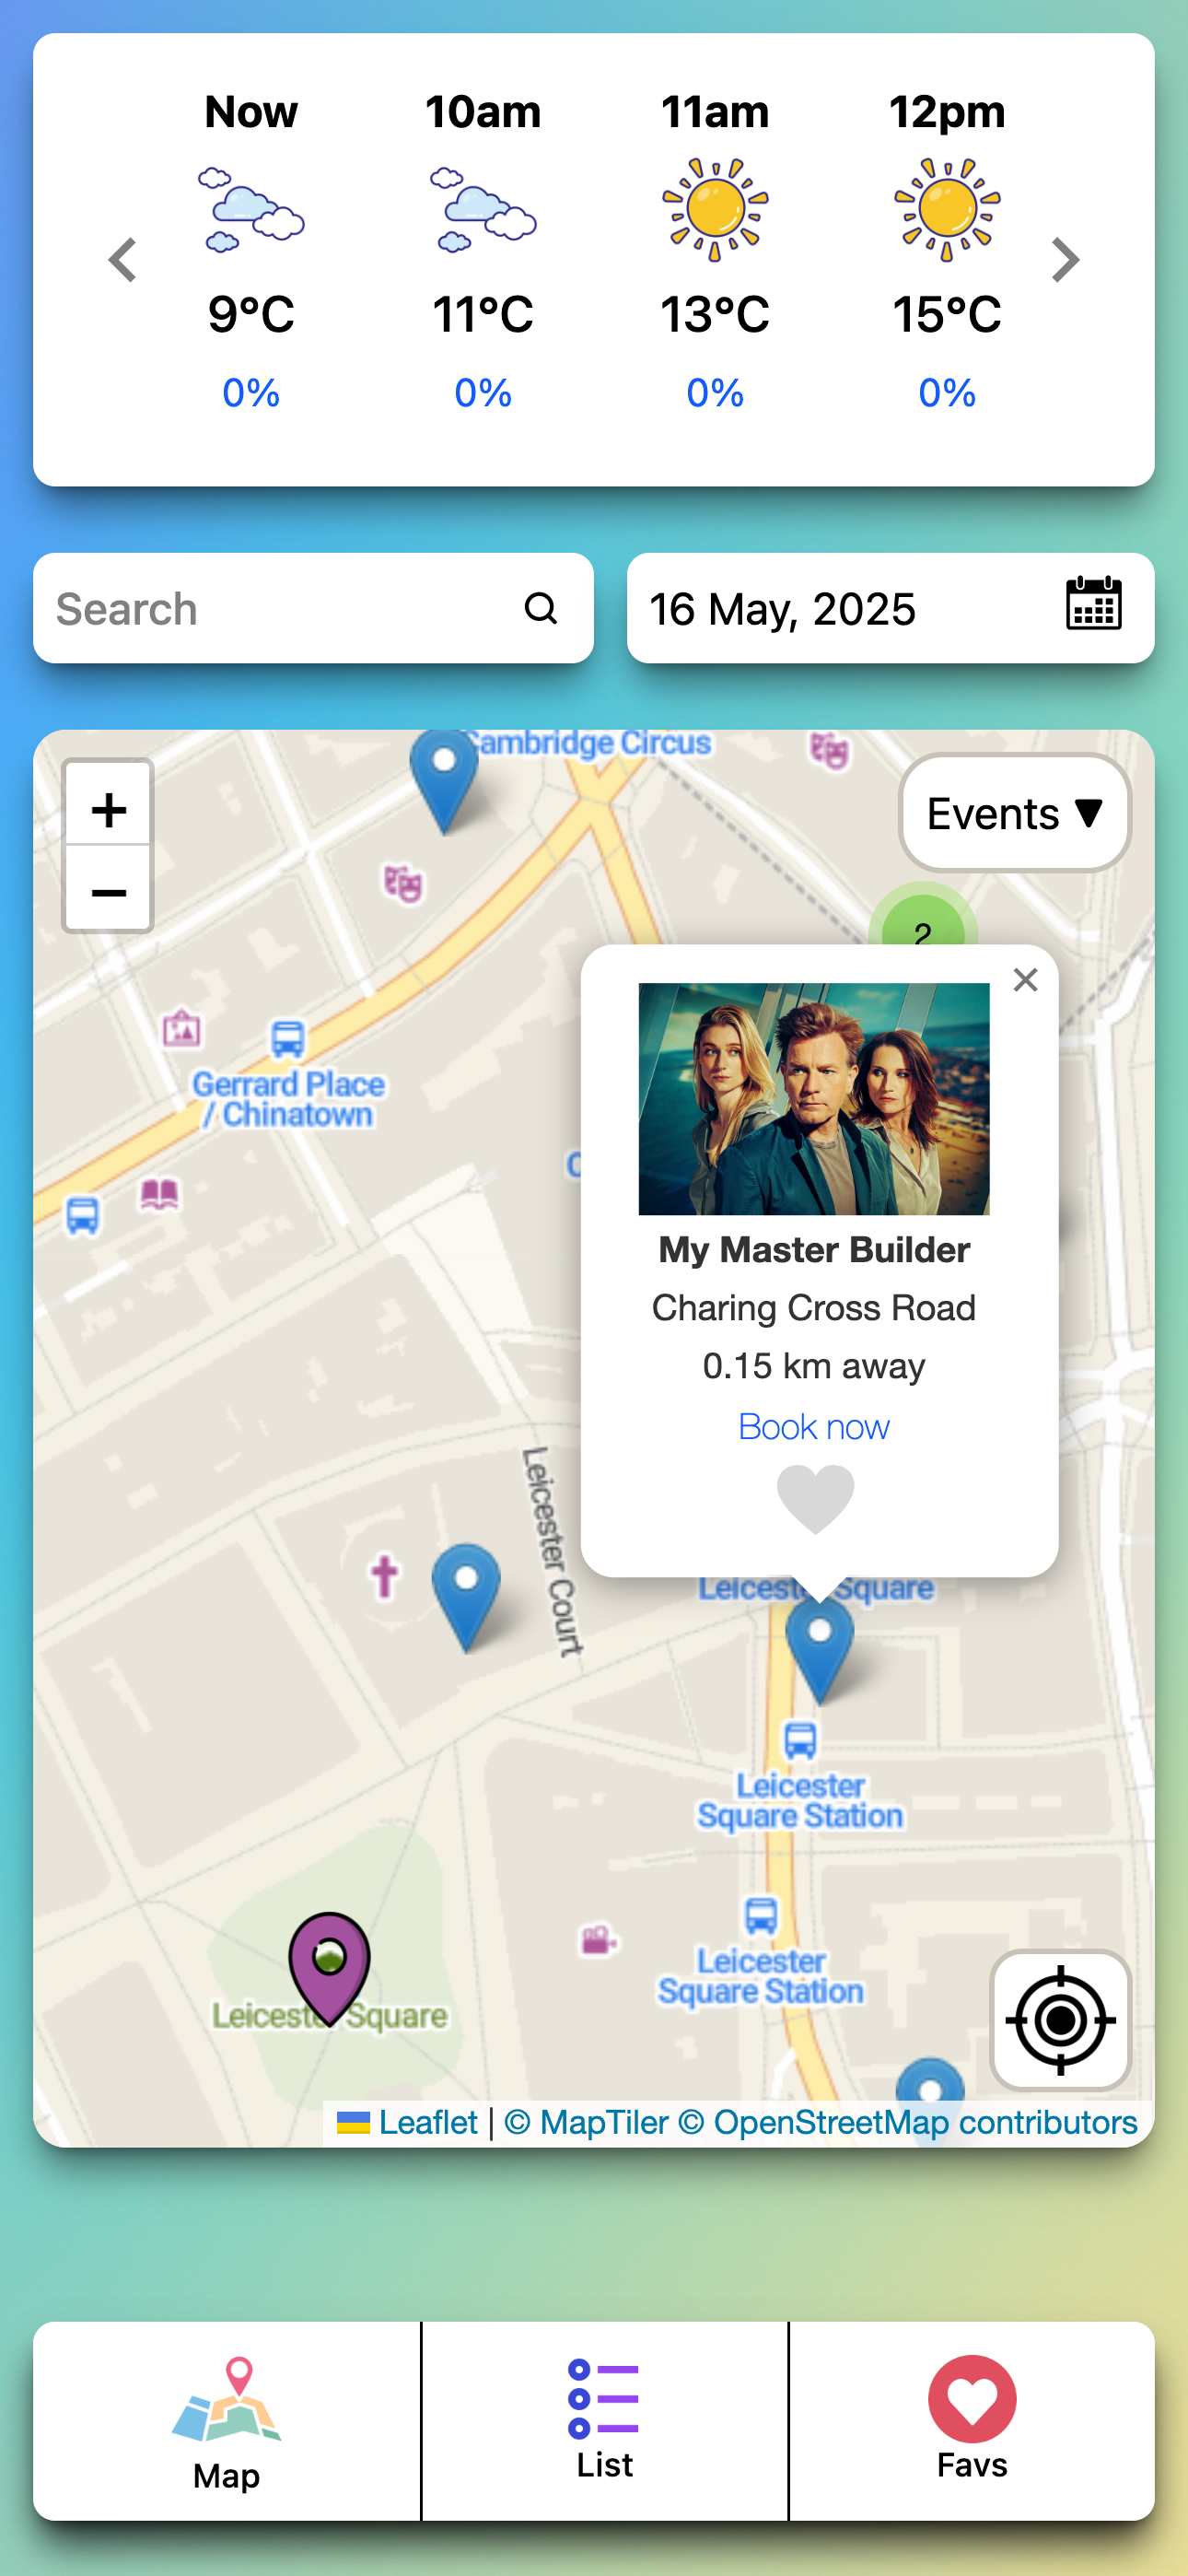 Now 10am 11am 12pm
9°C 11°C 13°C 15°C
0% 0% 0% 0%
Search
16 May, 2025
Cambridge Circus
+
−
Events ▼
2
Gerrard Place
/ Chinatown
×
My Master Builder
Charing Cross Road
0.15 km away
Book now
Leicester Court
Leicester Square
Leicester
Square Station
Leicester
Square Station
Leicester Square
Leaflet | © MapTiler © OpenStreetMap contributors
Map
List
Favs